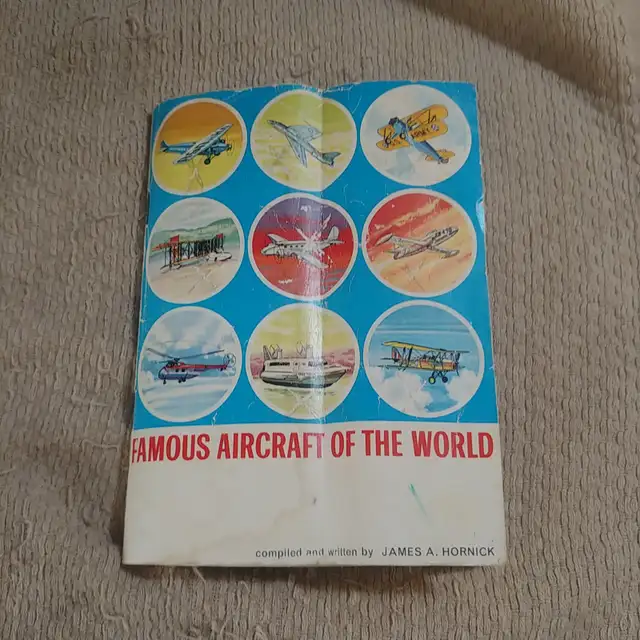 FAMOUS AIRCRAFT OF THE WORLD
compiled and written by JAMES A. HORNICK